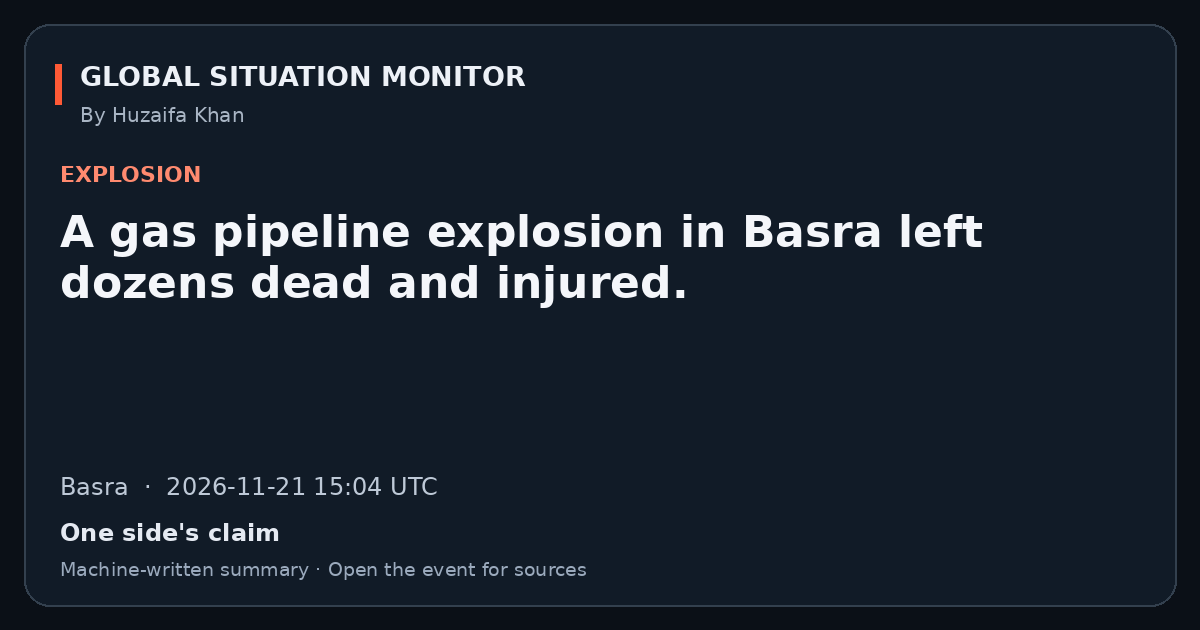 GLOBAL SITUATION MONITOR
By Huzaifa Khan
EXPLOSION
A gas pipeline explosion in Basra left
dozens dead and injured.
Basra · 2026-11-21 15:04 UTC
One side's claim
Machine-written summary · Open the event for sources